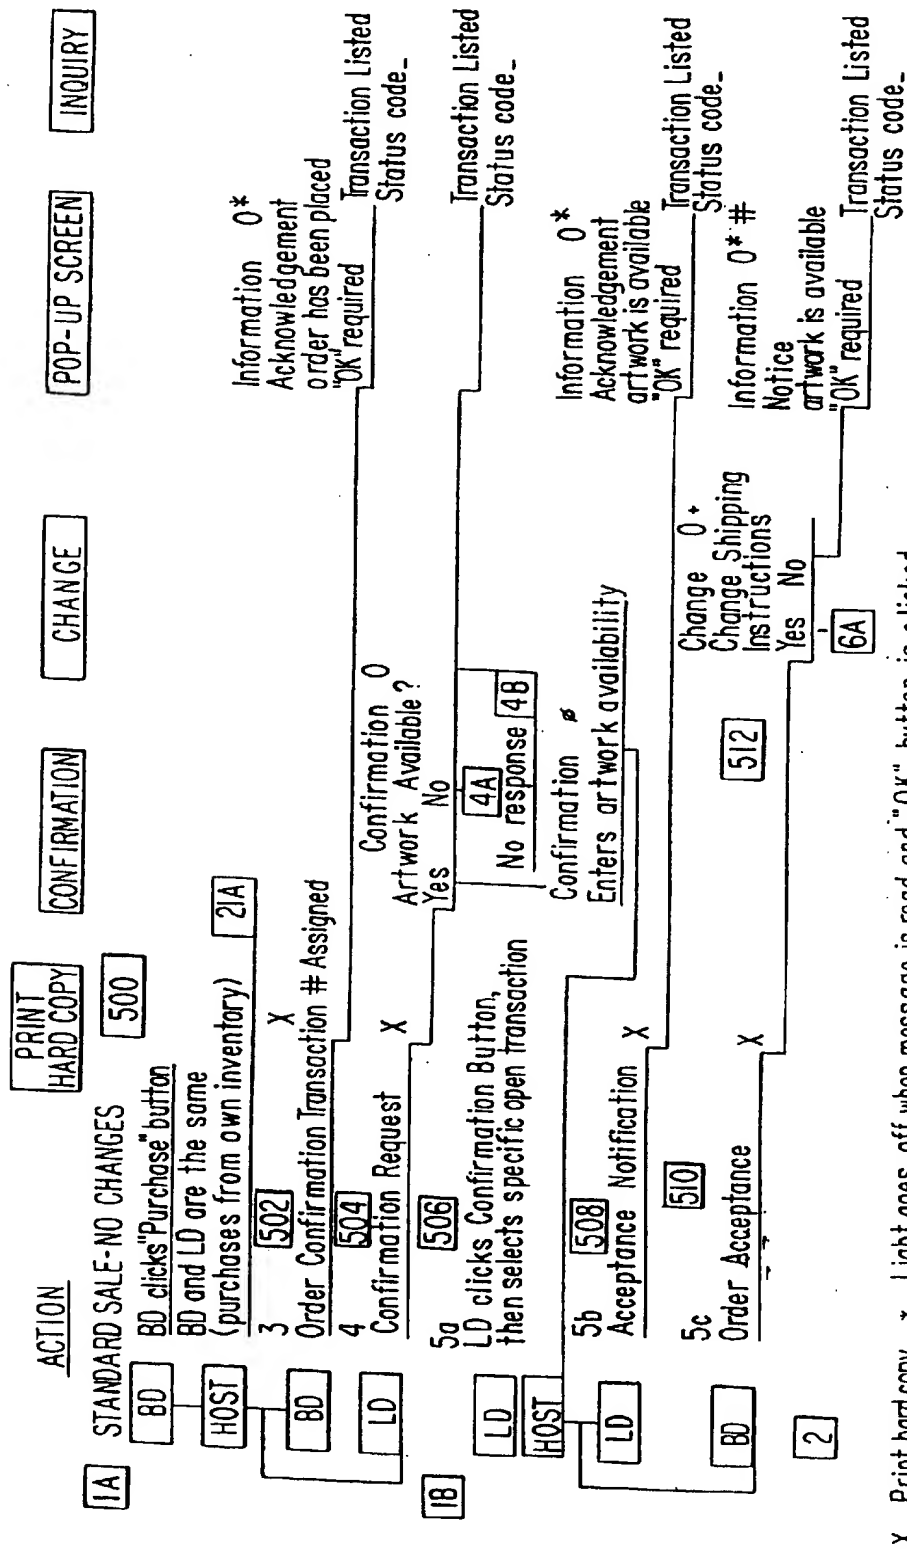 ACTION
PRINT
HARD COPY
CONFIRMATION
CHANGE
POP-UP SCREEN
INQUIRY
1A
STANDARD SALE-NO CHANGES
500
BD
BD clicks "Purchase" button
BD and LD are the same
HOST
(purchases from own inventory)
21A
3
502
X
BD
Order Confirmation Transaction # Assigned
Information O*
Acknowledgement
order has been placed
"OK" required
Transaction Listed
Status code_
4
504
LD
Confirmation Request
X
Confirmation O
Artwork Available?
Yes No
4A
No response
4B
Transaction Listed
Status code_
1B
5a
506
LD
LD clicks Confirmation Button,
then selects specific open transaction
HOST
Confirmation ø
Enters artwork availability
5b
508
LD
Acceptance Notification
X
Information O*
Acknowledgement
artwork is available
"OK" required
Transaction Listed
Status code_
5c
510
BD
Order Acceptance
X
512
Change O+
Change Shipping
Instructions
Yes No
6A
Information O*#
Notice
artwork is available
"OK" required
Transaction Listed
Status code_
2
X Print hard copy * Light goes off when message is read and "OK" button is clicked